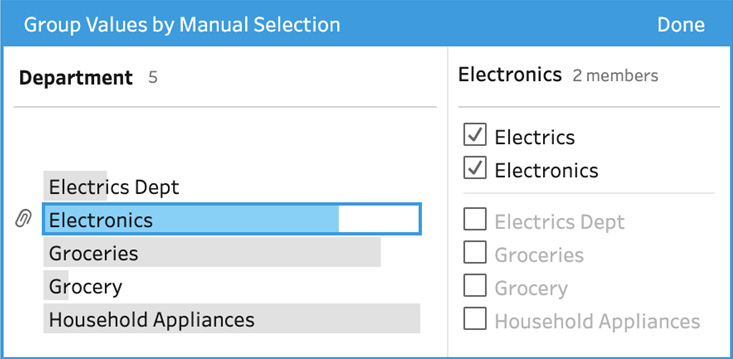 Group Values by Manual Selection Done
Department 5
Electrics Dept
Electronics
Groceries
Grocery
Household Appliances
Electronics 2 members
Electrics
Electronics
Electrics Dept
Groceries
Grocery
Household Appliances